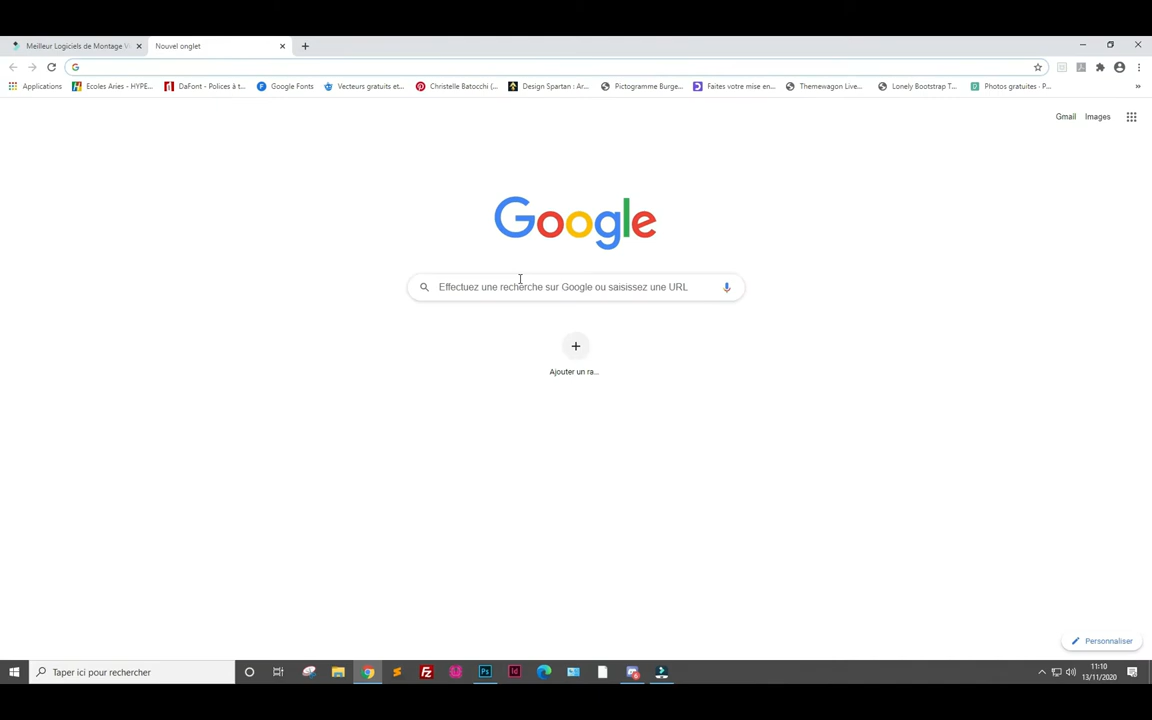 Meilleur Logiciels de Montage V
Nouvel onglet
Applications
Ecoles Aries - HYPE...
DaFont - Polices à t...
Google Fonts
Vecteurs gratuits et...
Christelle Batocchi (...
Design Spartan : Ar...
Pictogramme Burge...
Faites votre mise en...
Themewagon Live...
Lonely Bootstrap T...
Photos gratuites - P...
»
Gmail Images
Google
Effectuez une recherche sur Google ou saisissez une URL
Ajouter un ra...
Personnaliser
Taper ici pour rechercher
11:10
13/11/2020